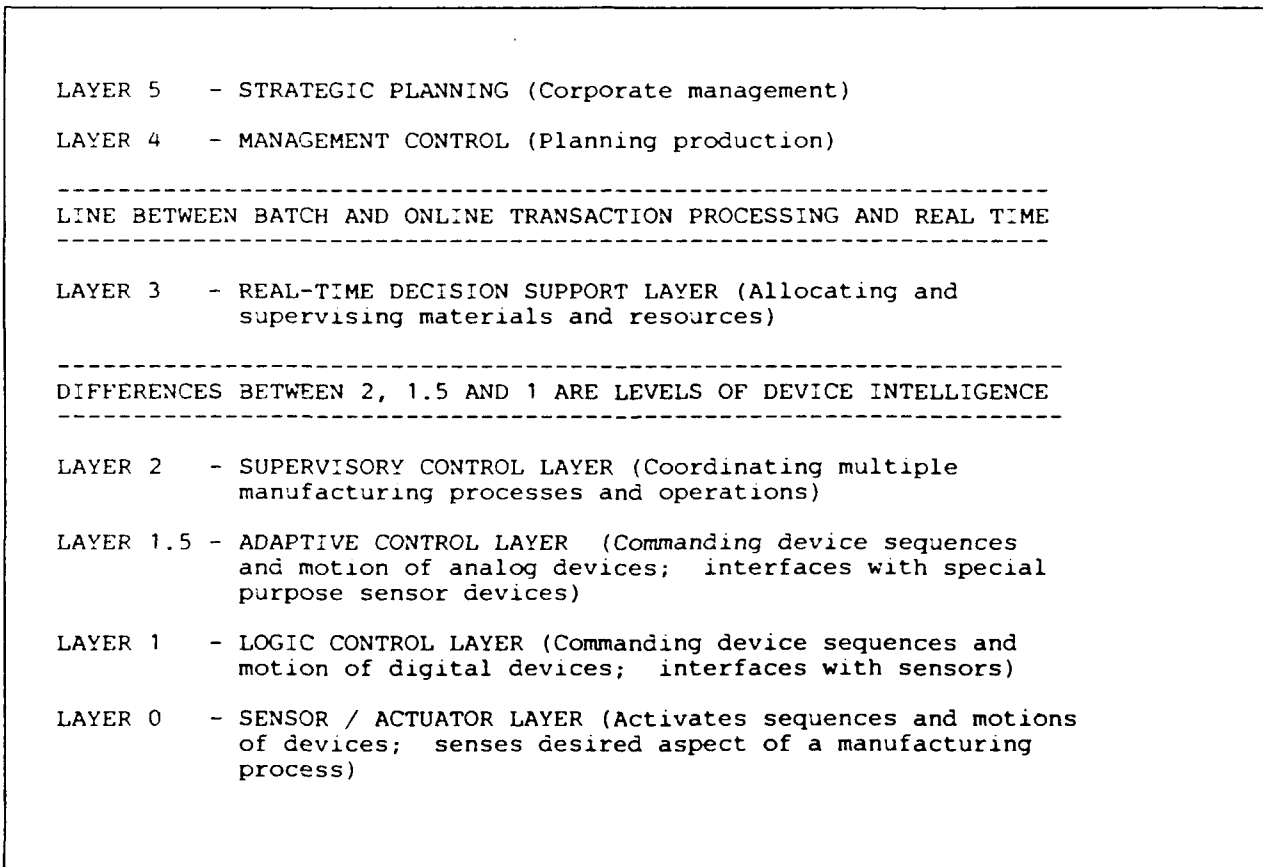 LAYER 5 - STRATEGIC PLANNING (Corporate management)
LAYER 4 - MANAGEMENT CONTROL (Planning production)
-----------------------------------------------------------------
LINE BETWEEN BATCH AND ONLINE TRANSACTION PROCESSING AND REAL TIME
-----------------------------------------------------------------
LAYER 3 - REAL-TIME DECISION SUPPORT LAYER (Allocating and
supervising materials and resources)
------------------------------------------------------------------
DIFFERENCES BETWEEN 2, 1.5 AND 1 ARE LEVELS OF DEVICE INTELLIGENCE
------------------------------------------------------------------
LAYER 2 - SUPERVISORY CONTROL LAYER (Coordinating multiple
manufacturing processes and operations)
LAYER 1.5 - ADAPTIVE CONTROL LAYER (Commanding device sequences
and motion of analog devices; interfaces with special
purpose sensor devices)
LAYER 1 - LOGIC CONTROL LAYER (Commanding device sequences and
motion of digital devices; interfaces with sensors)
LAYER 0 - SENSOR / ACTUATOR LAYER (Activates sequences and motions
of devices; senses desired aspect of a manufacturing
process)